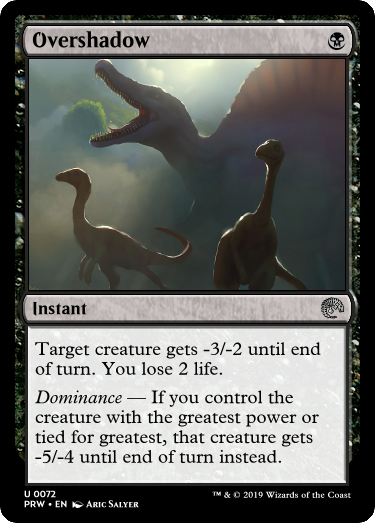 Overshadow
Instant
Target creature gets -3/-2 until end
of turn. You lose 2 life.
Dominance — If you control the
creature with the greatest power or
tied for greatest, that creature gets
-5/-4 until end of turn instead.
U 0072
PRW • EN Aric Salyer
™ & © 2019 Wizards of the Coast